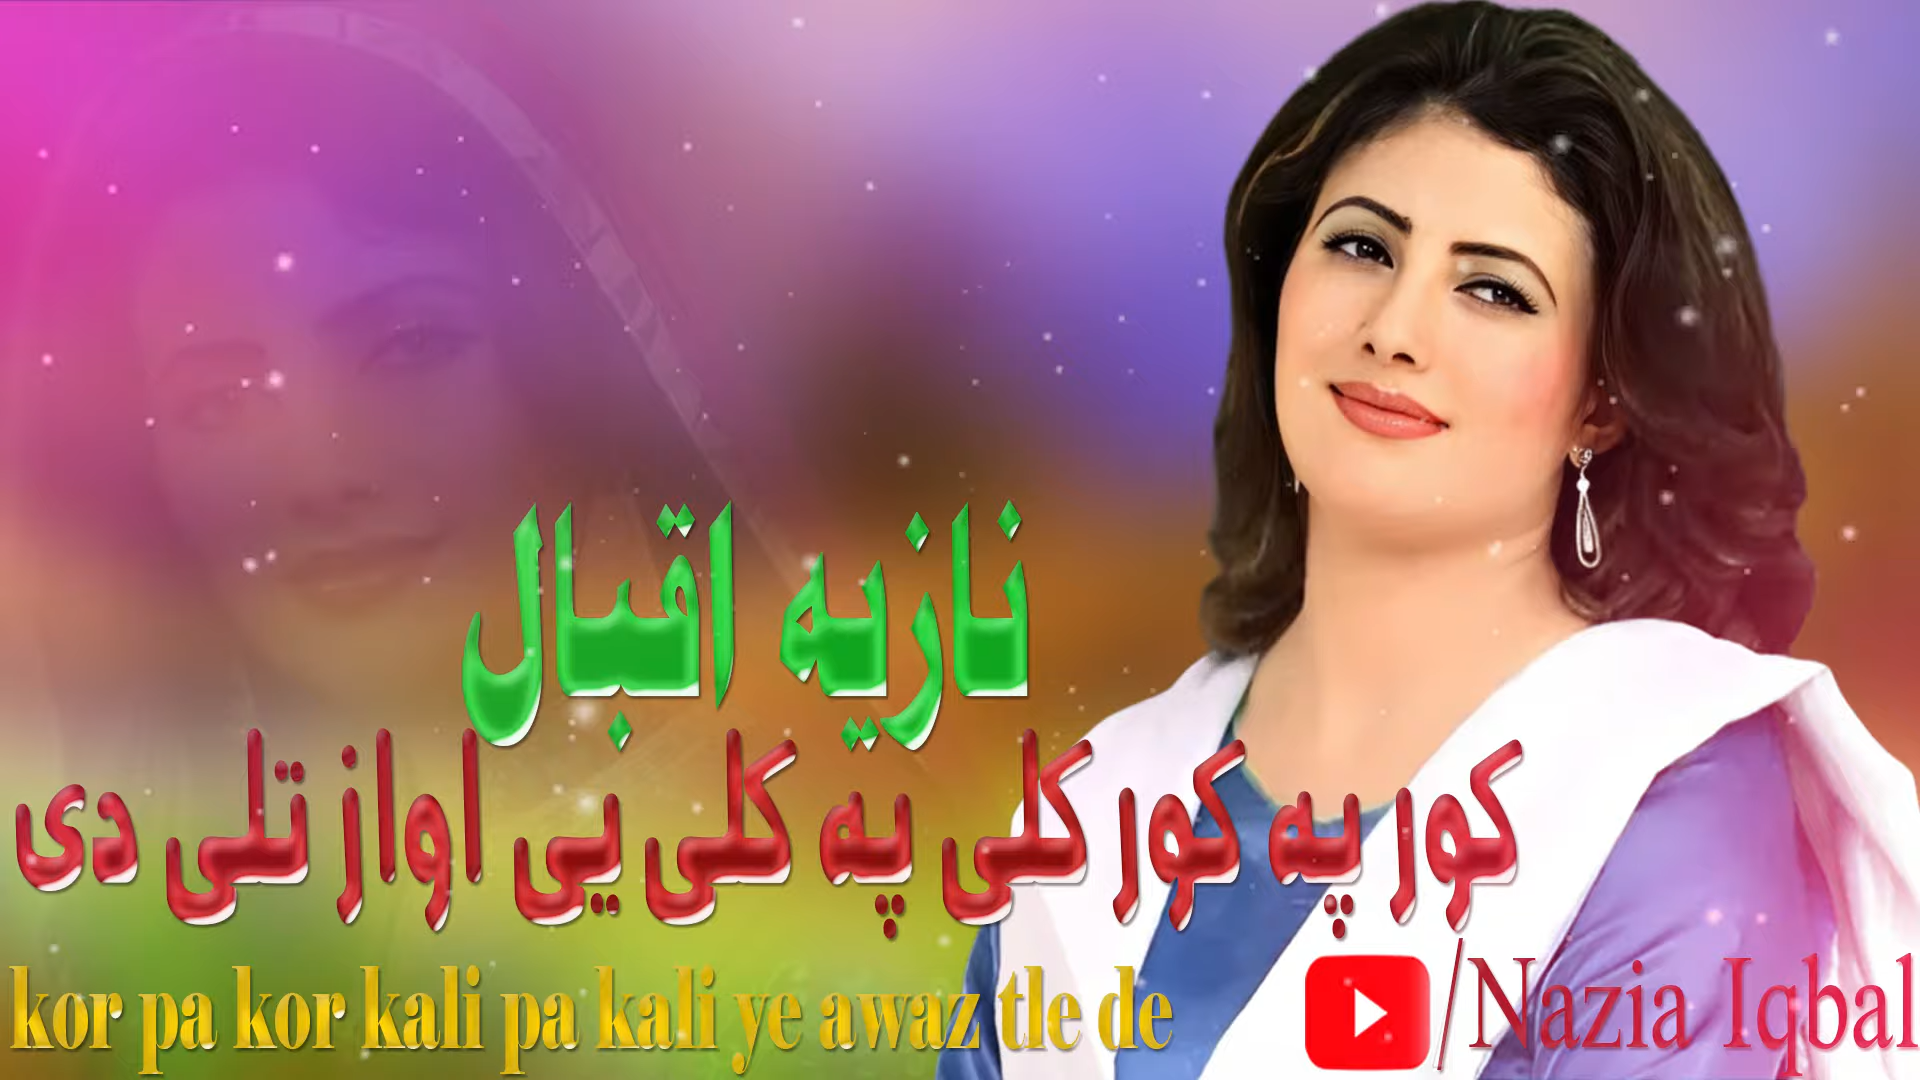 نازیه اقبال
کور په کور کلی په کلی یی اواز تلی دی
kor pa kor kali pa kali ye awaz tle de
/Nazia Iqbal